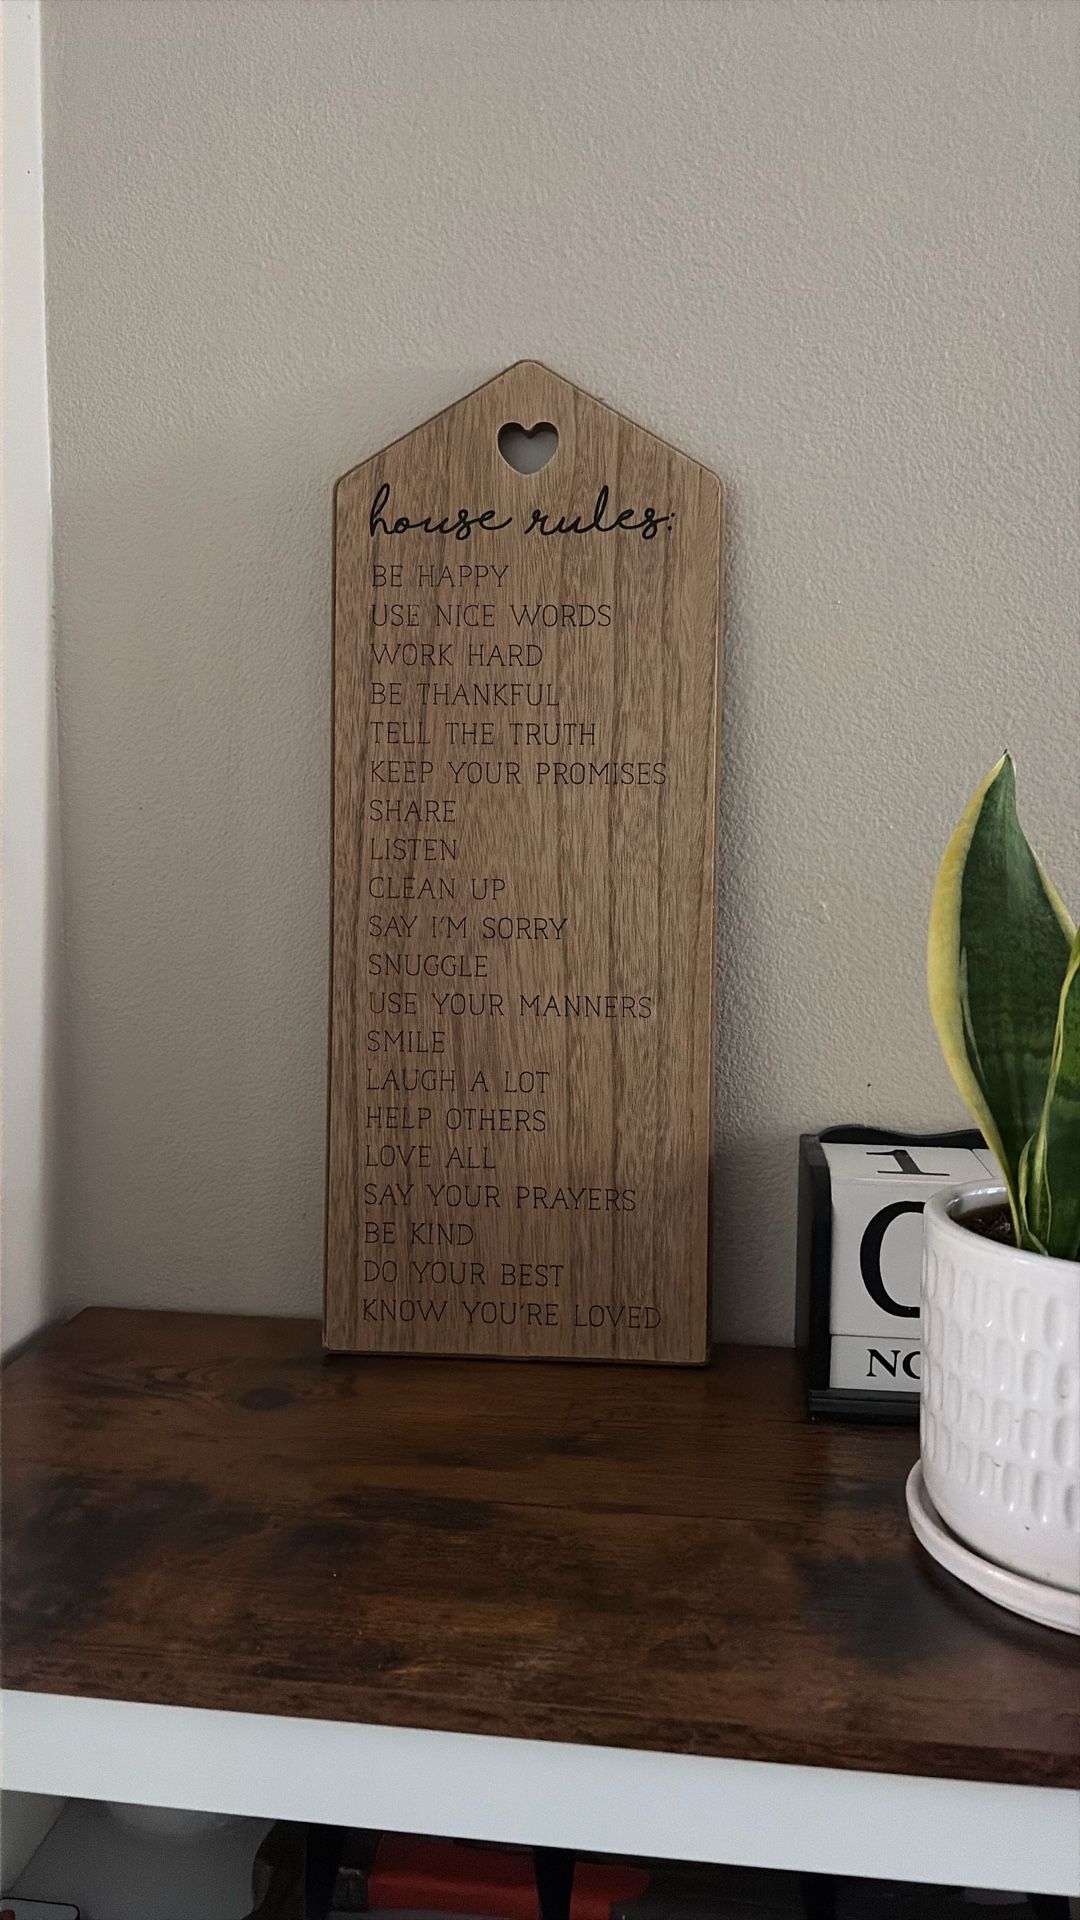 house rules:
BE HAPPY
USE NICE WORDS
WORK HARD
BE THANKFUL
TELL THE TRUTH
KEEP YOUR PROMISES
SHARE
LISTEN
CLEAN UP
SAY I'M SORRY
SNUGGLE
USE YOUR MANNERS
SMILE
LAUGH A LOT
HELP OTHERS
LOVE ALL
SAY YOUR PRAYERS
BE KIND
DO YOUR BEST
KNOW YOU'RE LOVED
1
0